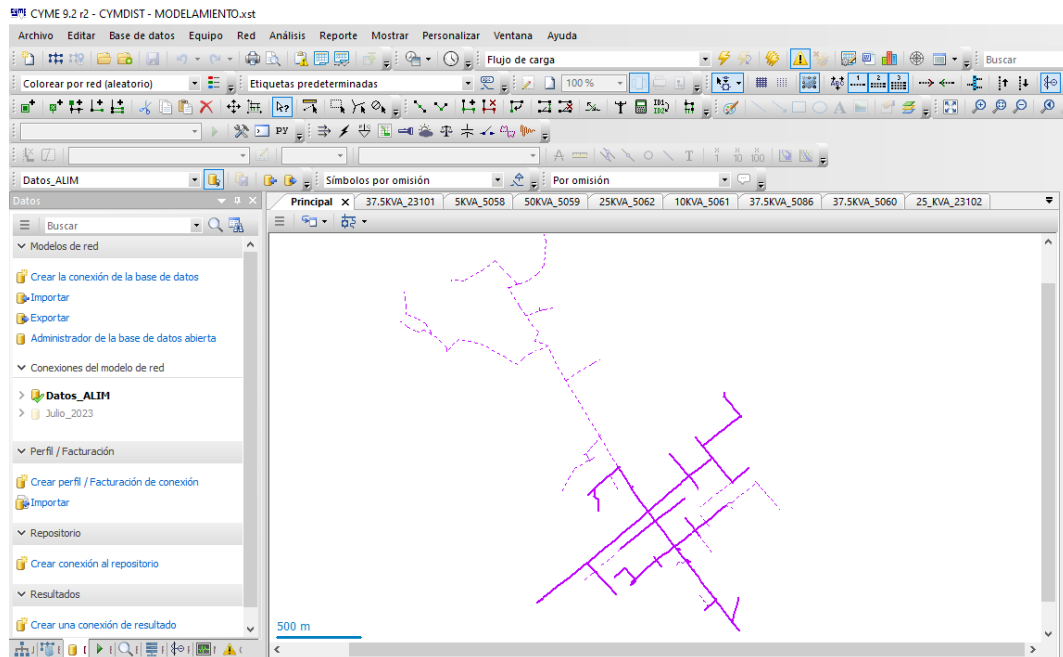 CYME 9.2 r2 - CYMDIST - MODELAMIENTO.xst
Archivo Editar Base de datos Equipo Red Análisis Reporte Mostrar Personalizar Ventana Ayuda
Flujo de carga
Buscar
Colorear por red (aleatorio)
Etiquetas predeterminadas
100 %
Datos_ALIM
Símbolos por omisión
Por omisión
Datos
Principal
37.5KVA_23101
5KVA_5058
50KVA_5059
25KVA_5062
10KVA_5061
37.5KVA_5086
37.5KVA_5060
25_KVA_23102
Buscar
Modelos de red
Crear la conexión de la base de datos
Importar
Exportar
Administrador de la base de datos abierta
Conexiones del modelo de red
Datos_ALIM
Julio_2023
Perfil / Facturación
Crear perfil / Facturación de conexión
Importar
Repositorio
Crear conexión al repositorio
Resultados
Crear una conexión de resultado
500 m